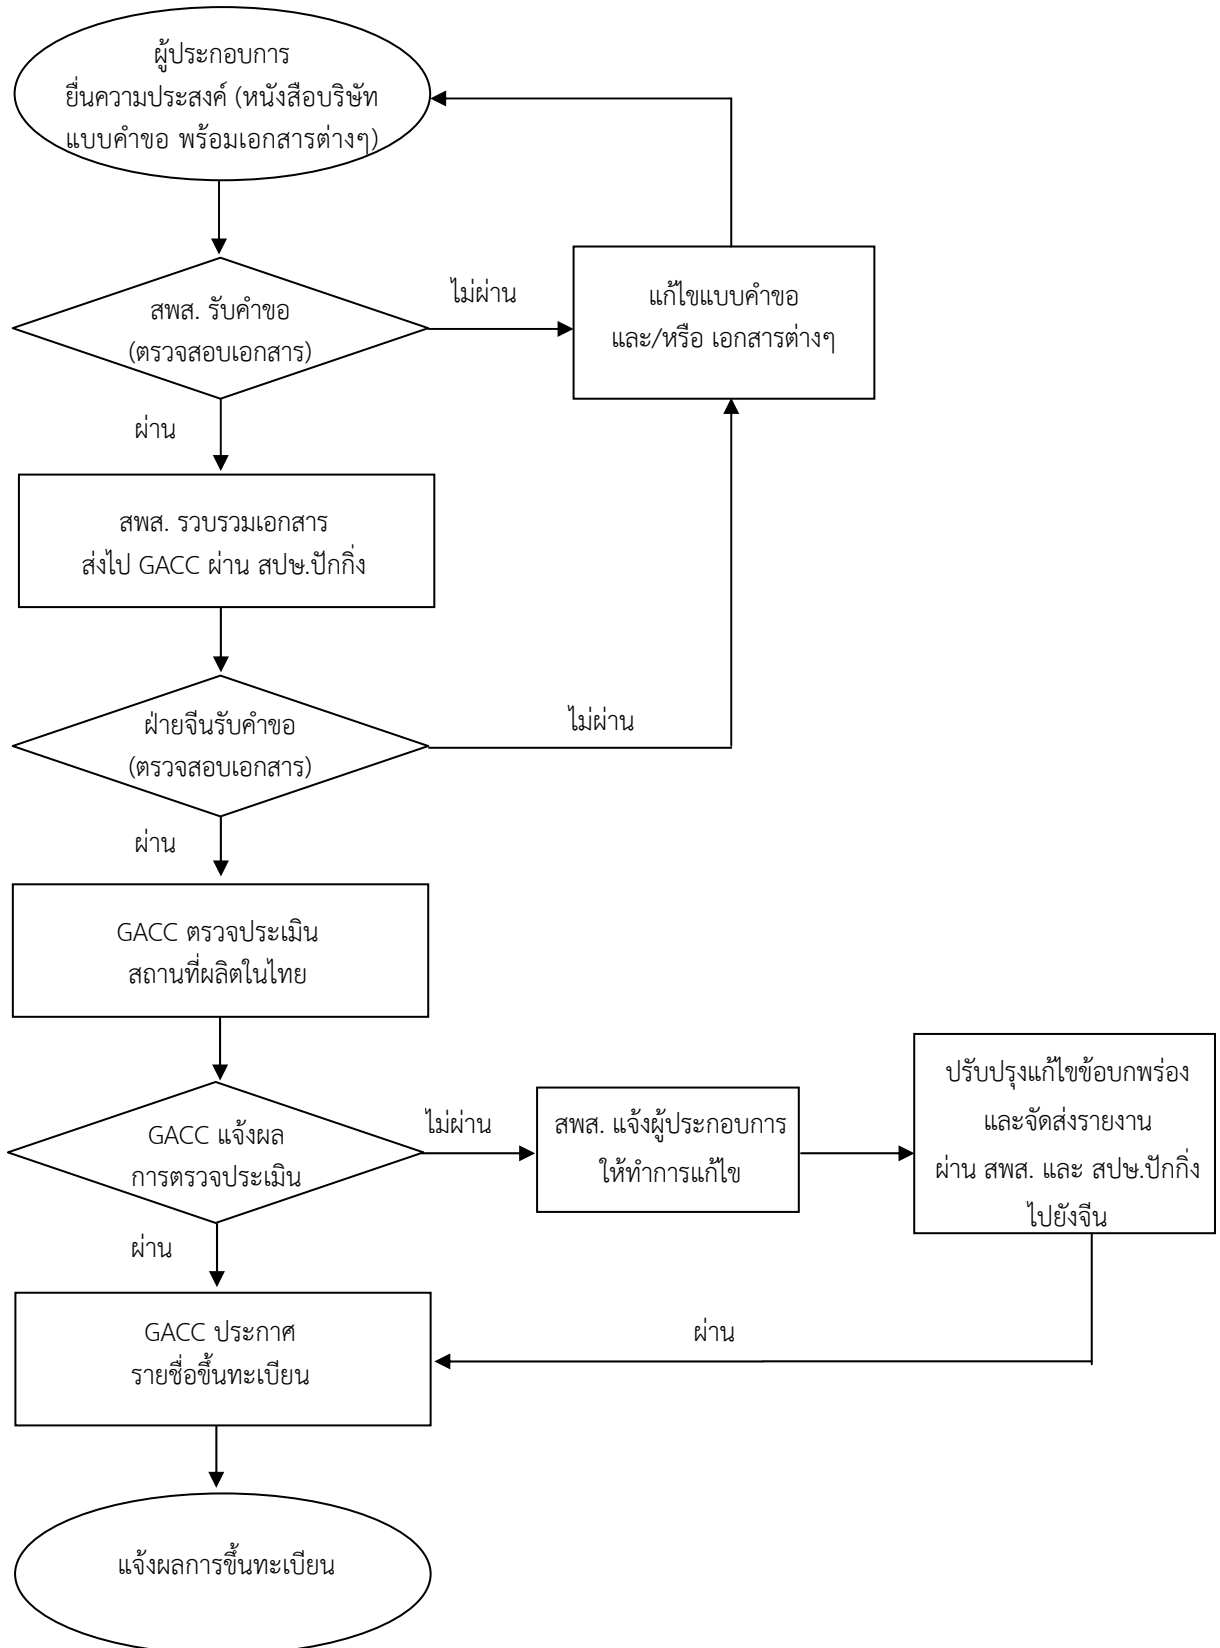 ผู้ประกอบการ
ยื่นความประสงค์ (หนังสือบริษัท
แบบคำขอ พร้อมเอกสารต่างๆ)
สพส. รับคำขอ
(ตรวจสอบเอกสาร)
ไม่ผ่าน
แก้ไขแบบคำขอ
และ/หรือ เอกสารต่างๆ
ผ่าน
สพส. รวบรวมเอกสาร
ส่งไป GACC ผ่าน สปษ.ปักกิ่ง
ฝ่ายจีนรับคำขอ
(ตรวจสอบเอกสาร)
ไม่ผ่าน
ผ่าน
GACC ตรวจประเมิน
สถานที่ผลิตในไทย
GACC แจ้งผล
การตรวจประเมิน
ไม่ผ่าน
สพส. แจ้งผู้ประกอบการ
ให้ทำการแก้ไข
ปรับปรุงแก้ไขข้อบกพร่อง
และจัดส่งรายงาน
ผ่าน สพส. และ สปษ.ปักกิ่ง
ไปยังจีน
ผ่าน
ผ่าน
GACC ประกาศ
รายชื่อขึ้นทะเบียน
แจ้งผลการขึ้นทะเบียน